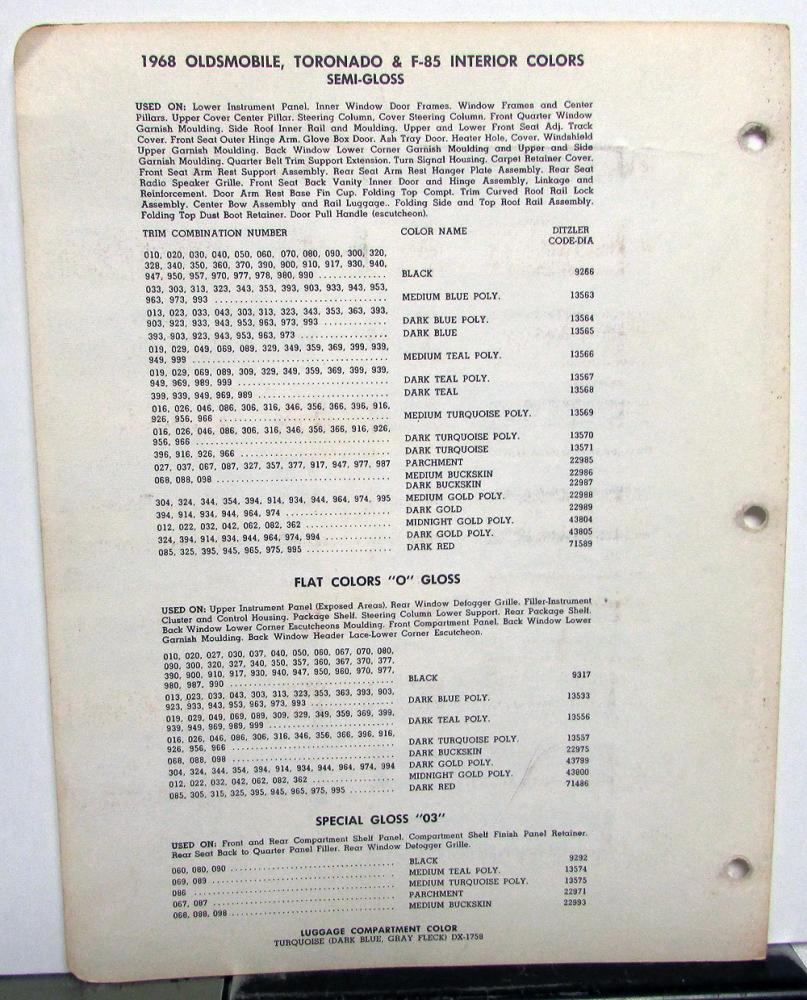 1968 OLDSMOBILE, TORONADO & F-85 INTERIOR COLORS
SEMI-GLOSS
USED ON: Lower Instrument Panel. Inner Window Door Frames. Window Frames and Center
Pillars. Upper Cover Center Pillar. Steering Column, Cover Steering Column. Front Quarter Window
Garnish Moulding. Side Roof Inner Rail and Moulding. Upper and Lower Front Seat Adj. Track
Cover. Front Seat Outer Hinge Arm. Glove Box Door. Ash Tray Door. Heater Hole, Cover. Windshield
Upper Garnish Moulding. Back Window Lower Corner Garnish Moulding and Upper and Side
Garnish Moulding. Quarter Belt Trim Support Extension. Turn Signal Housing. Carpet Retainer Cover.
Front Seat Arm Rest Support Assembly. Rear Seat Arm Rest Hanger Plate Assembly. Rear Seat
Radio Speaker Grille. Front Seat Back Vanity Inner Door and Hinge Assembly, Linkage and
Reinforcement. Door Arm Rest Base Fin Cup. Folding Top Compt. Trim Curved Roof Rail Lock
Assembly. Center Bow Assembly and Rail Luggage.. Folding Side and Top Roof Rail Assembly.
Folding Top Dust Boot Retainer. Door Pull Handle (escutcheon).
TRIM COMBINATION NUMBER COLOR NAME DITZLER
CODE-DIA
010, 020, 030, 040, 050, 060, 070, 080, 090, 300, 320,
328, 340, 350, 360, 370, 390, 900, 910, 917, 930, 940,
947, 950, 957, 970, 977, 978, 980, 990 .............. BLACK 9266
033, 303, 313, 323, 343, 353, 393, 903, 933, 943, 953,
963, 973, 993 .............. MEDIUM BLUE POLY. 13563
013, 023, 033, 043, 303, 313, 323, 343, 353, 363, 393,
903, 923, 933, 943, 953, 963, 973, 993 .............. DARK BLUE POLY. 13564
393, 903, 923, 943, 953, 963, 973 .............. DARK BLUE 13565
019, 029, 049, 069, 089, 329, 349, 359, 369, 399, 939,
949, 999 .............. MEDIUM TEAL POLY. 13566
019, 029, 069, 089, 309, 329, 349, 359, 369, 399, 939,
949, 969, 989, 999 .............. DARK TEAL POLY. 13567
399, 939, 949, 969, 989 .............. DARK TEAL 13568
016, 026, 046, 086, 306, 316, 346, 356, 366, 396, 916,
926, 956, 966 .............. MEDIUM TURQUOISE POLY. 13569
016, 026, 046, 086, 306, 316, 346, 356, 366, 916, 926,
956, 966 .............. DARK TURQUOISE POLY. 13570
396, 916, 926, 966 .............. DARK TURQUOISE 13571
027, 037, 067, 087, 327, 357, 377, 917, 947, 977, 987 PARCHMENT 22985
068, 088, 098 .............. MEDIUM BUCKSKIN 22986
DARK BUCKSKIN 22987
304, 324, 344, 354, 394, 914, 934, 944, 964, 974, 995 MEDIUM GOLD POLY. 22988
394, 914, 934, 944, 964, 974 .............. DARK GOLD 22989
012, 022, 032, 042, 062, 082, 362 .............. MIDNIGHT GOLD POLY. 43804
324, 394, 914, 934, 944, 964, 974, 994 .............. DARK GOLD POLY. 43805
085, 325, 395, 945, 965, 975, 995 .............. DARK RED 71589
FLAT COLORS "O" GLOSS
USED ON: Upper Instrument Panel (Exposed Areas). Rear Window Defogger Grille. Filler-Instrument
Cluster and Control Housing. Package Shelf. Steering Column Lower Support. Rear Package Shelf.
Back Window Lower Corner Escutcheons Moulding. Front Compartment Panel. Back Window Lower
Garnish Moulding. Back Window Header Lace-Lower Corner Escutcheon.
010, 020, 027, 030, 037, 040, 050, 060, 067, 070, 080,
090, 300, 320, 327, 340, 350, 357, 360, 367, 370, 377,
390, 900, 910, 917, 930, 940, 947, 950, 960, 970, 977,
980, 987, 990 .............. BLACK 9317
013, 023, 033, 043, 303, 313, 323, 353, 363, 393, 903,
923, 933, 943, 953, 963, 973, 993 .............. DARK BLUE POLY. 13533
019, 029, 049, 069, 089, 309, 329, 349, 359, 369, 399,
939, 949, 969, 989, 999 .............. DARK TEAL POLY. 13556
016, 026, 046, 086, 306, 316, 346, 356, 366, 396, 916,
926, 956, 966 .............. DARK TURQUOISE POLY. 13557
068, 088, 098 .............. DARK BUCKSKIN 22975
304, 324, 344, 354, 394, 914, 934, 944, 964, 974, 994 DARK GOLD POLY. 43799
012, 022, 032, 042, 062, 082, 362 .............. MIDNIGHT GOLD POLY. 43800
085, 305, 315, 325, 395, 945, 965, 975, 995 .............. DARK RED 71486
SPECIAL GLOSS "03"
USED ON: Front and Rear Compartment Shelf Panel. Compartment Shelf Finish Panel Retainer.
Rear Seat Back to Quarter Panel Filler. Rear Window Defogger Grille.
060, 080, 090 .............. BLACK 9292
069, 089 .............. MEDIUM TEAL POLY. 13574
086 .............. MEDIUM TURQUOISE POLY. 13575
067, 087 .............. PARCHMENT 22971
068, 088, 098 .............. MEDIUM BUCKSKIN 22993
LUGGAGE COMPARTMENT COLOR
TURQUOISE (DARK BLUE, GRAY FLECK) DX-1758